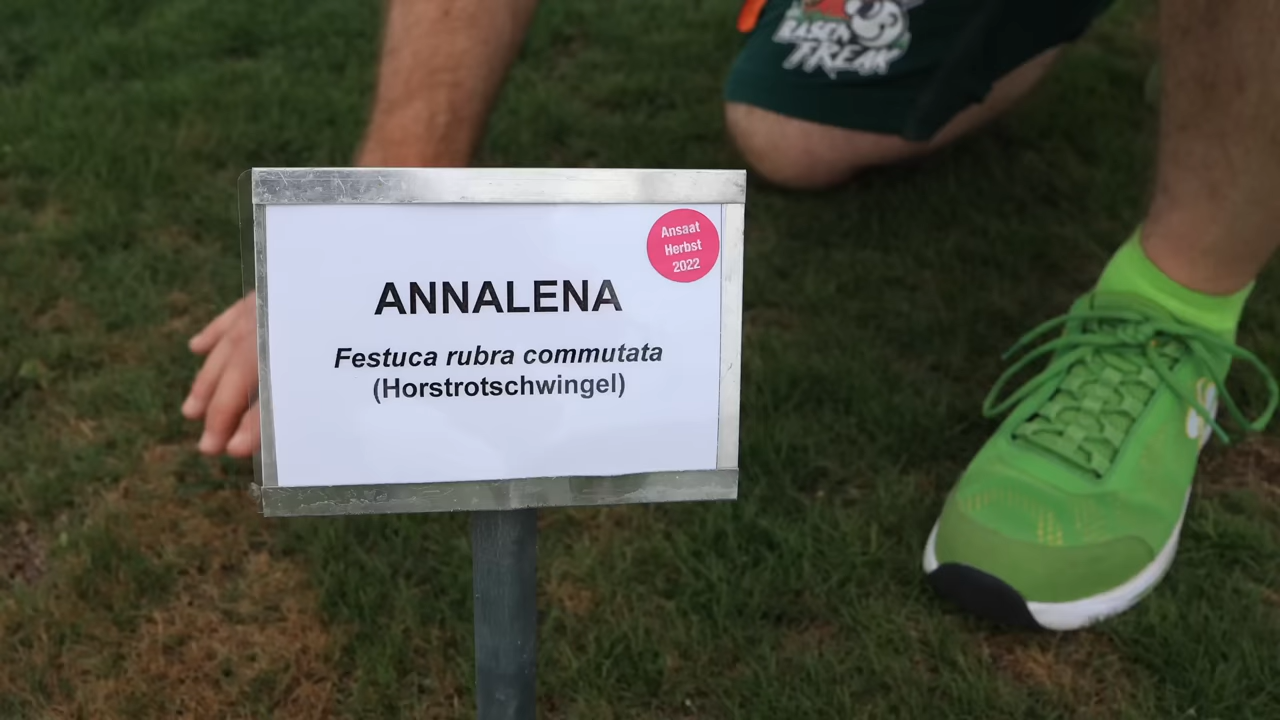 RASEN
FREAK
Ansaat
Herbst
2022
ANNALENA
Festuca rubra commutata
(Horstrotschwingel)